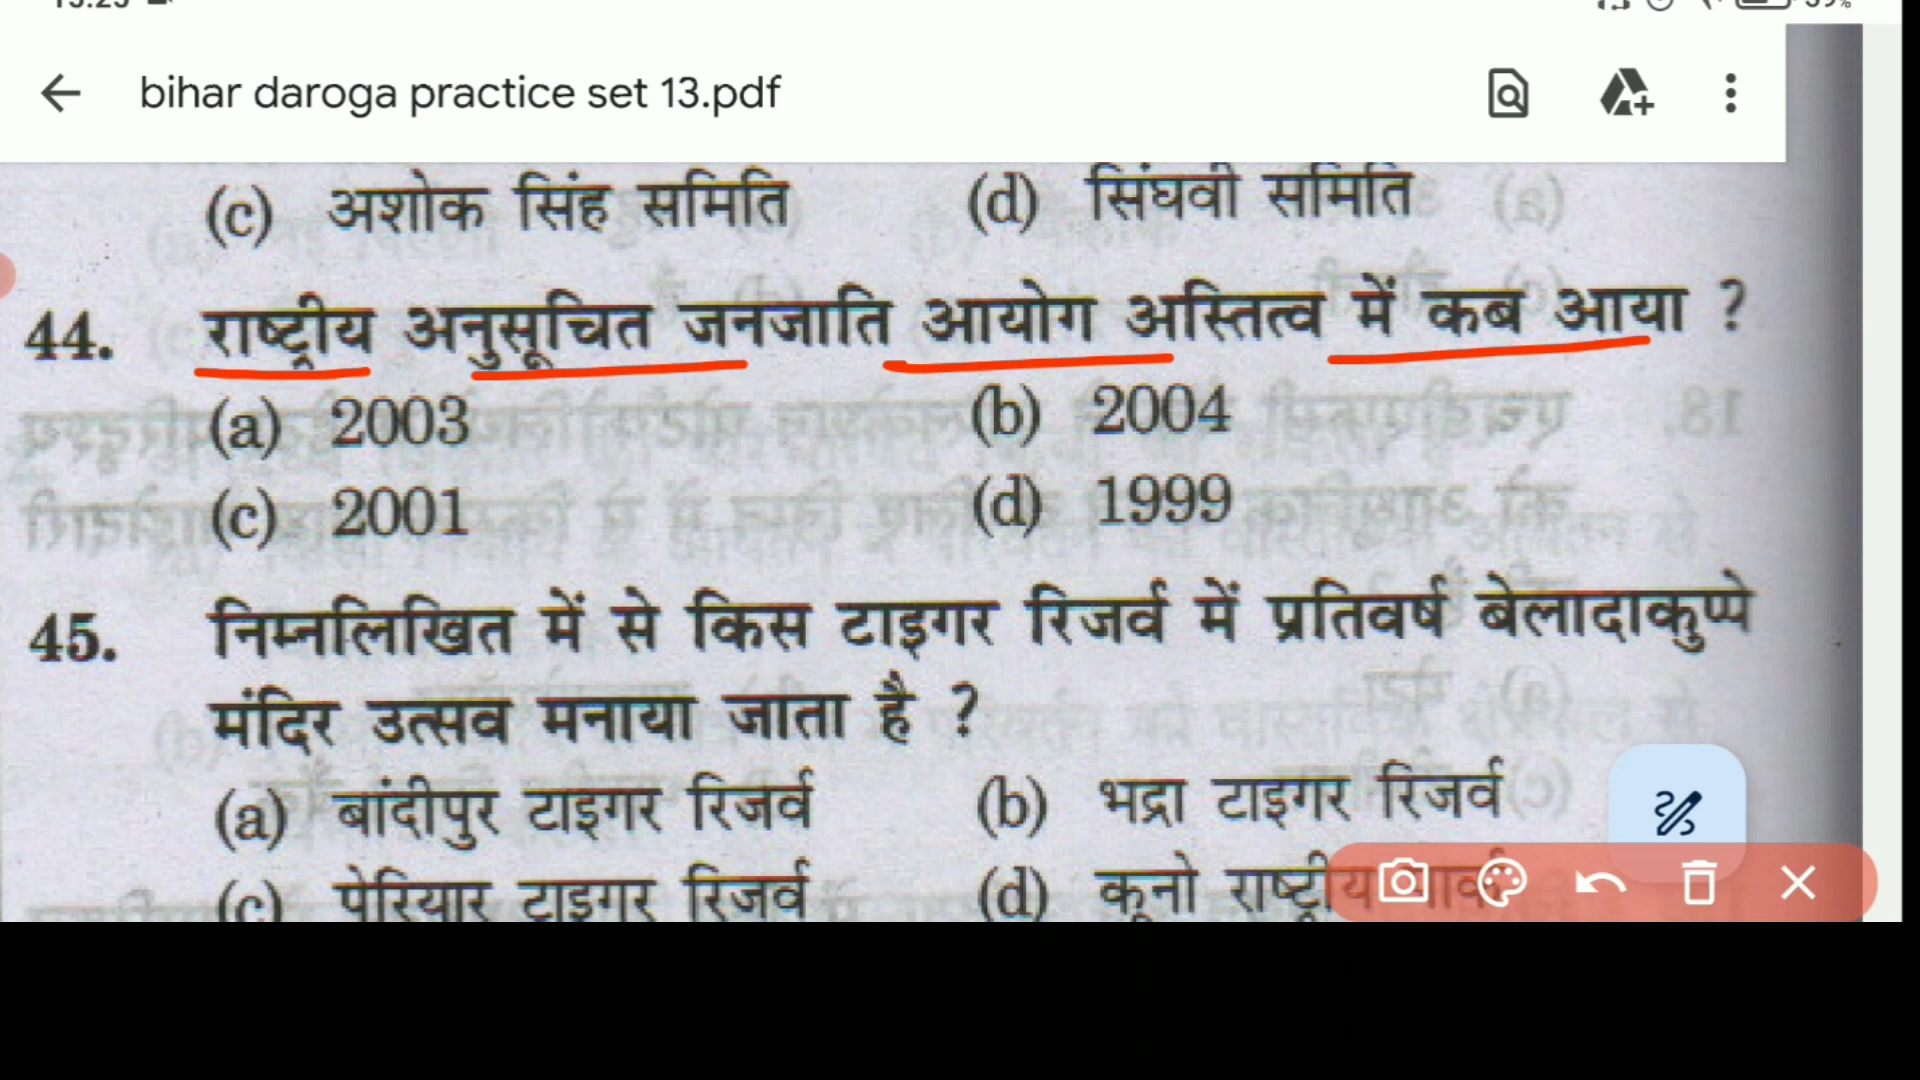 bihar daroga practice set 13.pdf
(c) अशोक सिंह समिति (d) सिंघवी समिति
44. राष्ट्रीय अनुसूचित जनजाति आयोग अस्तित्व में कब आया ?
(a) 2003 (b) 2004
(c) 2001 (d) 1999
45. निम्नलिखित में से किस टाइगर रिजर्व में प्रतिवर्ष बेलादाकुप्पे
मंदिर उत्सव मनाया जाता है ?
(a) बांदीपुर टाइगर रिजर्व (b) भद्रा टाइगर रिजर्व
(c) पेरियार टाइगर रिजर्व (d) कूनो राष्ट्रीय